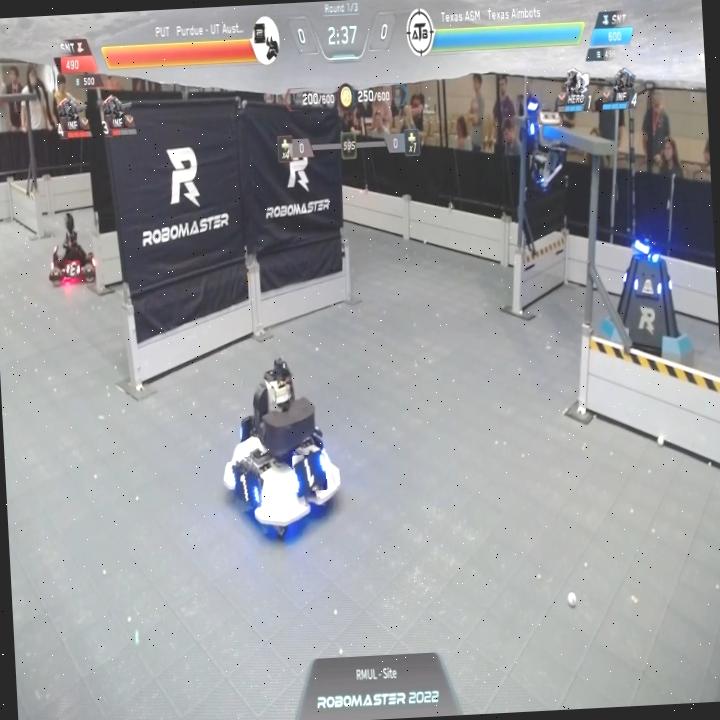 Round 1/3
PUT Purdue - UT Aust...
0
2:37
0
Texas A&M Texas Aimbots
ATB
SNT
490
500
SNT
600
200/600
250/600
4
INF
3
INF
HERO
1
INF
4
x4
0
595
0
x1
R
ROBOMASTER
R
ROBOMASTER
R
RMUL-Site
ROBOMASTER 2022